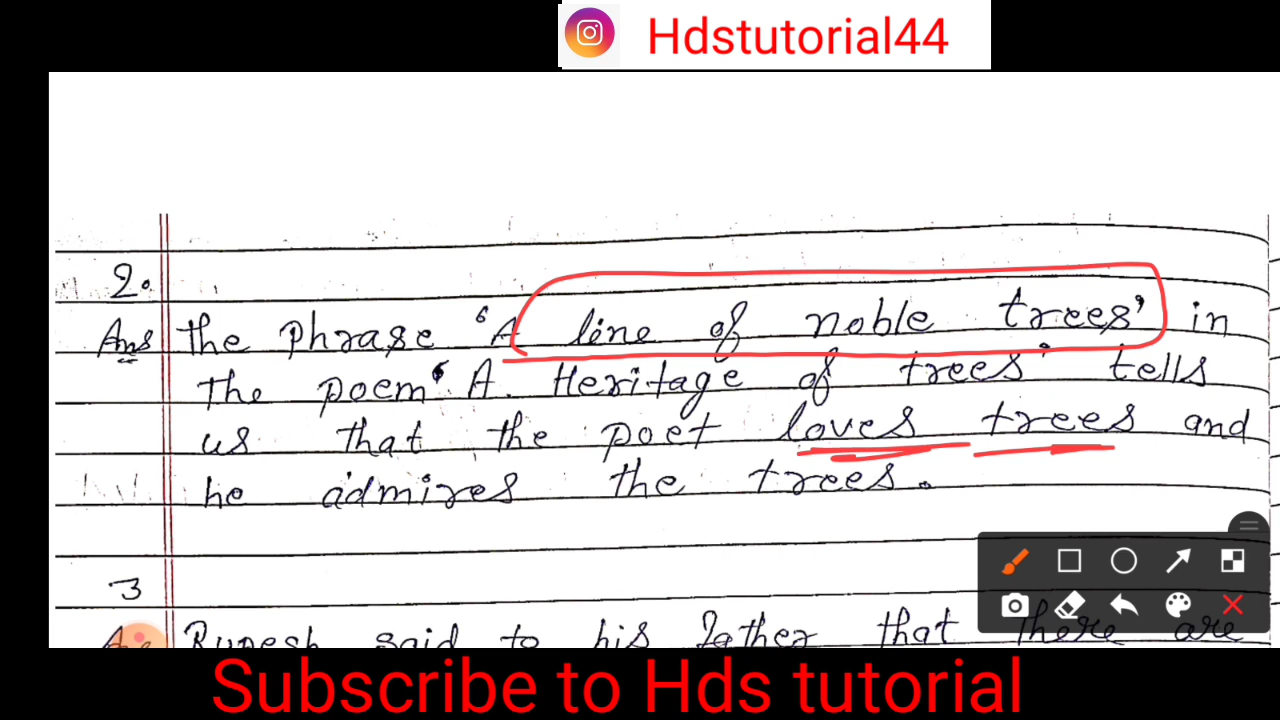 Hdstutorial44
2.
Ans the phrase 'A line of noble trees' in
The poem 'A. Heritage of trees' tells
us that the poet loves trees and
he admires the trees.
3
Rupesh said to his father that there are
Subscribe to Hds tutorial